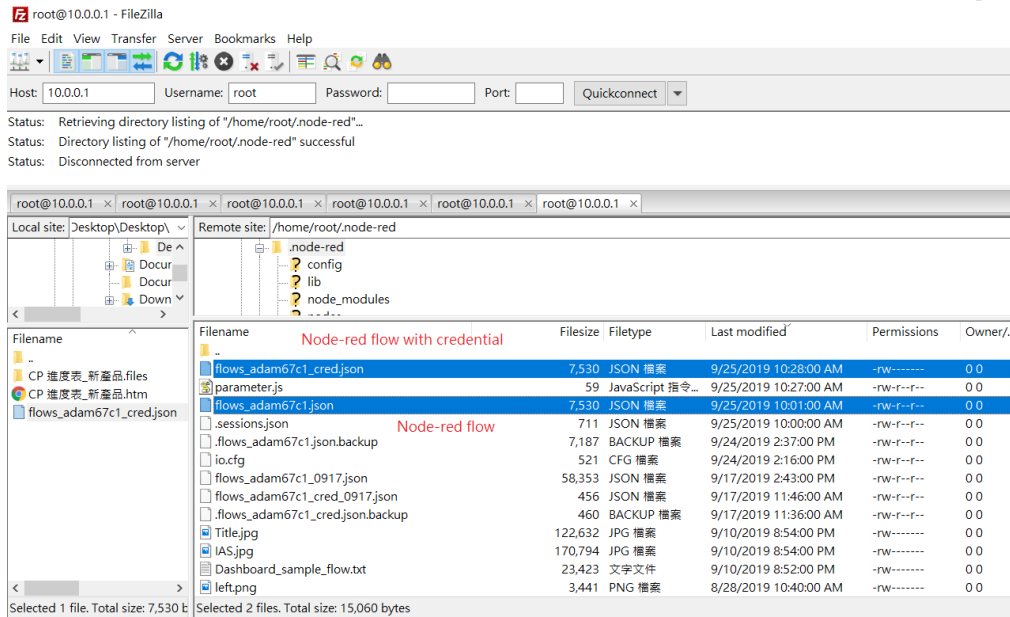 root@10.0.0.1 - FileZilla
File Edit View Transfer Server Bookmarks Help
Host: 10.0.0.1 Username: root Password: Port: Quickconnect
Status: Retrieving directory listing of "/home/root/.node-red"...
Status: Directory listing of "/home/root/.node-red" successful
Status: Disconnected from server
root@10.0.0.1 × root@10.0.0.1 × root@10.0.0.1 × root@10.0.0.1 × root@10.0.0.1 × root@10.0.0.1 ×
Local site: Desktop\Desktop\ Remote site: /home/root/.node-red
De .node-red
Docur config
Docur lib
Down node_modules
Filename Filesize Filetype Last modified Permissions Owner/.
Node-red flow with credential
..
flows_adam67c1_cred.json 7,530 JSON 檔案 9/25/2019 10:28:00 AM -rw------- 0 0
parameter.js 59 JavaScript 指令... 9/25/2019 10:27:00 AM -rw-r--r-- 0 0
flows_adam67c1.json 7,530 JSON 檔案 9/25/2019 10:01:00 AM -rw-r--r-- 0 0
.sessions.json 711 JSON 檔案 9/25/2019 10:00:00 AM -rw-r--r-- 0 0
Node-red flow
.flows_adam67c1.json.backup 7,187 BACKUP 檔案 9/24/2019 2:37:00 PM -rw-r--r-- 0 0
io.cfg 521 CFG 檔案 9/24/2019 2:16:00 PM -rw-r--r-- 0 0
flows_adam67c1_0917.json 58,353 JSON 檔案 9/17/2019 2:43:00 PM -rw-r--r-- 0 0
flows_adam67c1_cred_0917.json 456 JSON 檔案 9/17/2019 11:46:00 AM -rw-r--r-- 0 0
.flows_adam67c1_cred.json.backup 460 BACKUP 檔案 9/17/2019 11:36:00 AM -rw-r--r-- 0 0
Title.jpg 122,632 JPG 檔案 9/10/2019 8:54:00 PM -rw------- 0 0
IAS.jpg 170,794 JPG 檔案 9/10/2019 8:54:00 PM -rw------- 0 0
Dashboard_sample_flow.txt 23,423 文字文件 9/10/2019 8:52:00 PM -rw------- 0 0
left.png 3,441 PNG 檔案 8/28/2019 10:40:00 AM -rw------- 0 0
Filename
..
CP 進度表_新產品.files
CP 進度表_新產品.htm
flows_adam67c1_cred.json
Selected 1 file. Total size: 7,530 b Selected 2 files. Total size: 15,060 bytes